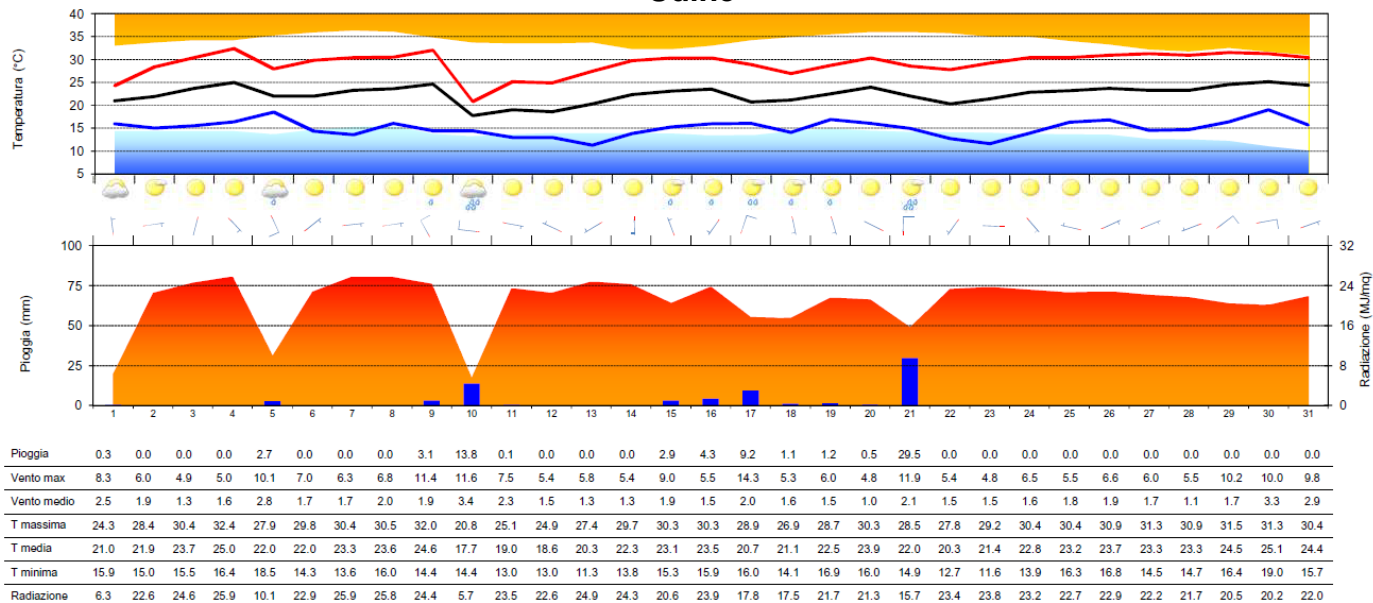 40
35
30
25
20
15
10
5
Temperatura (°C)
100
75
50
25
0
Pioggia (mm)
32
24
16
8
0
Radiazione (MJ/mq)
1 2 3 4 5 6 7 8 9 10 11 12 13 14 15 16 17 18 19 20 21 22 23 24 25 26 27 28 29 30 31
Pioggia 0.3 0.0 0.0 0.0 2.7 0.0 0.0 0.0 3.1 13.8 0.1 0.0 0.0 0.0 2.9 4.3 9.2 1.1 1.2 0.5 29.5 0.0 0.0 0.0 0.0 0.0 0.0 0.0 0.0 0.0 0.0
Vento max 8.3 6.0 4.9 5.0 10.1 7.0 6.3 6.8 11.4 11.6 7.5 5.4 5.8 5.4 9.0 5.5 14.3 5.3 6.0 4.8 11.9 5.4 4.8 6.5 5.5 6.6 6.0 5.5 10.2 10.0 9.8
Vento medio 2.5 1.9 1.3 1.6 2.8 1.7 1.7 2.0 1.9 3.4 2.3 1.5 1.3 1.3 1.9 1.5 2.0 1.6 1.5 1.0 2.1 1.5 1.5 1.6 1.8 1.9 1.7 1.1 1.7 3.3 2.9
T massima 24.3 28.4 30.4 32.4 27.9 29.8 30.4 30.5 32.0 20.8 25.1 24.9 27.4 29.7 30.3 30.3 28.9 26.9 28.7 30.3 28.5 27.8 29.2 30.4 30.4 30.9 31.3 30.9 31.5 31.3 30.4
T media 21.0 21.9 23.7 25.0 22.0 22.0 23.3 23.6 24.6 17.7 19.0 18.6 20.3 22.3 23.1 23.5 20.7 21.1 22.5 23.9 22.0 20.3 21.4 22.8 23.2 23.7 23.3 23.3 24.5 25.1 24.4
T minima 15.9 15.0 15.5 16.4 18.5 14.3 13.6 16.0 14.4 14.4 13.0 13.0 11.3 13.8 15.3 15.9 16.0 14.1 16.9 16.0 14.9 12.7 11.6 13.9 16.3 16.8 14.5 14.7 16.4 19.0 15.7
Radiazione 6.3 22.6 24.6 25.9 10.1 22.9 25.9 25.8 24.4 5.7 23.5 22.6 24.9 24.3 20.6 23.9 17.8 17.5 21.7 21.3 15.7 23.4 23.8 23.2 22.7 22.9 22.2 21.7 20.5 20.2 22.0